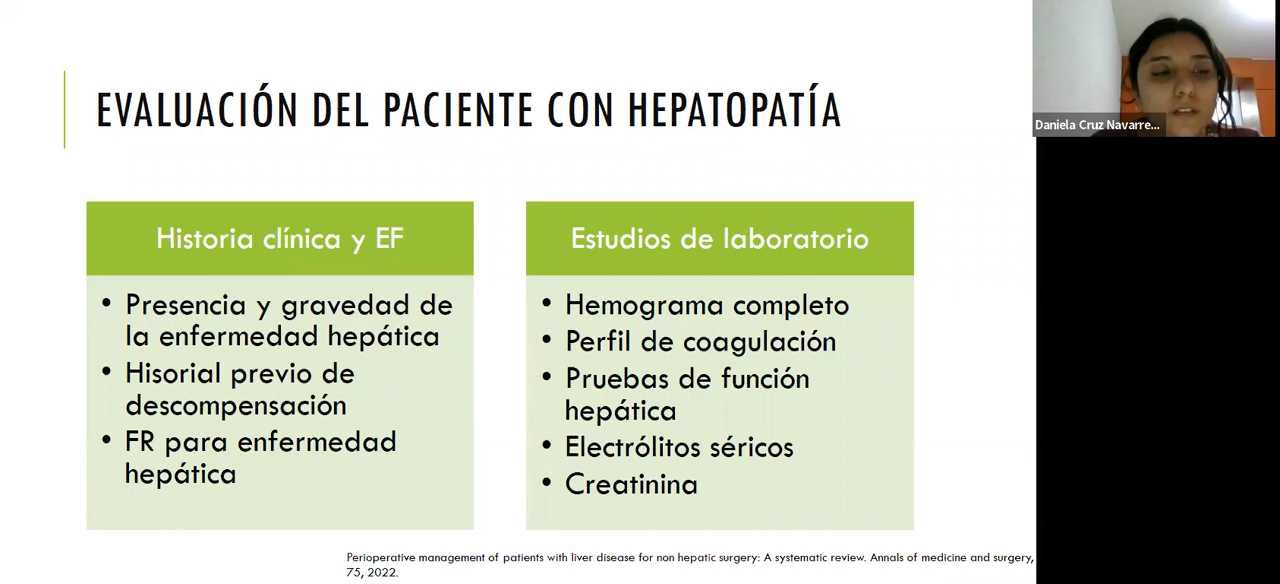 EVALUACIÓN DEL PACIENTE CON HEPATOPATÍA
Historia clínica y EF
• Presencia y gravedad de
la enfermedad hepática
• Hisorial previo de
descompensación
• FR para enfermedad
hepática
Estudios de laboratorio
• Hemograma completo
• Perfil de coagulación
• Pruebas de función
hepática
• Electrólitos séricos
• Creatinina
Perioperative management of patients with liver disease for non hepatic surgery: A systematic review. Annals of medicine and surgery,
75, 2022.
Daniela Cruz Navarre...